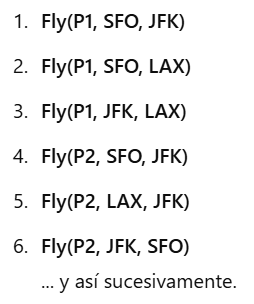 1. Fly(P1, SFO, JFK)
2. Fly(P1, SFO, LAX)
3. Fly(P1, JFK, LAX)
4. Fly(P2, SFO, JFK)
5. Fly(P2, LAX, JFK)
6. Fly(P2, JFK, SFO)
... y así sucesivamente.